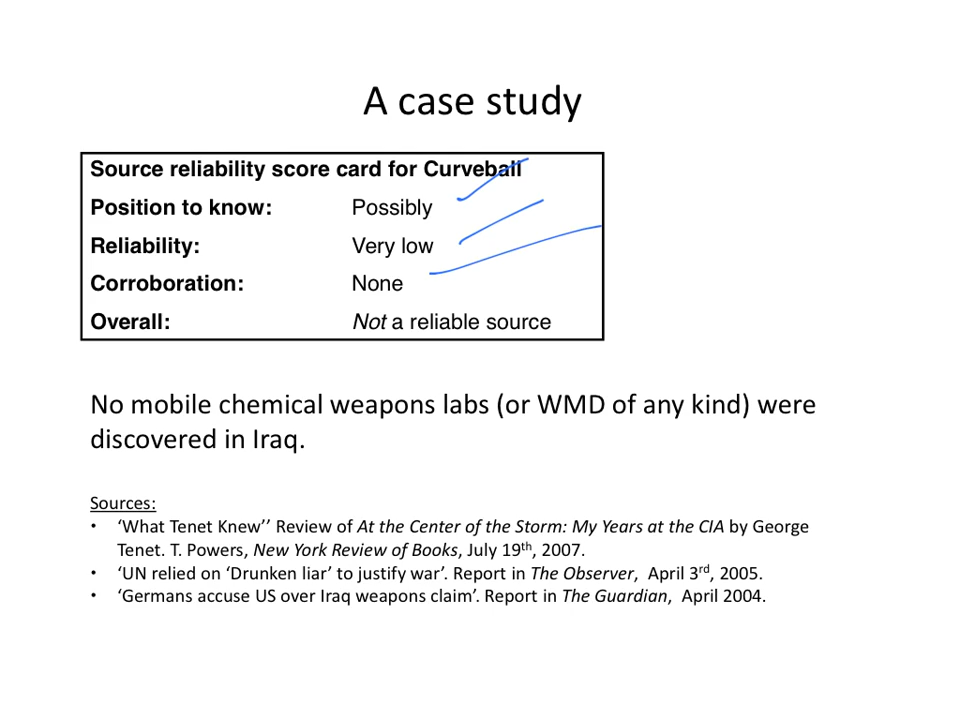 A case study
Source reliability score card for Curveball
Position to know: Possibly
Reliability: Very low
Corroboration: None
Overall: Not a reliable source
No mobile chemical weapons labs (or WMD of any kind) were
discovered in Iraq.
Sources:
• ‘What Tenet Knew’’ Review of At the Center of the Storm: My Years at the CIA by George
Tenet. T. Powers, New York Review of Books, July 19th, 2007.
• ‘UN relied on ‘Drunken liar’ to justify war’. Report in The Observer, April 3rd, 2005.
• ‘Germans accuse US over Iraq weapons claim’. Report in The Guardian, April 2004.